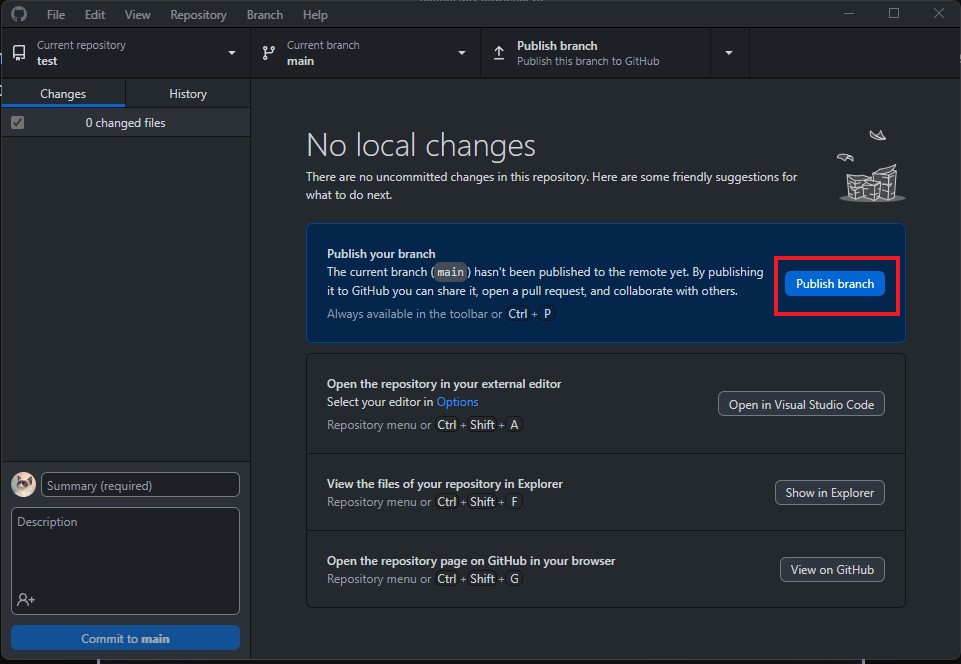 File Edit View Repository Branch Help
Current repository
test
Current branch
main
Publish branch
Publish this branch to GitHub
Changes
History
0 changed files
No local changes
There are no uncommitted changes in this repository. Here are some friendly suggestions for
what to do next.
Publish your branch
The current branch (main) hasn't been published to the remote yet. By publishing
it to GitHub you can share it, open a pull request, and collaborate with others.
Always available in the toolbar or Ctrl + P
Publish branch
Open the repository in your external editor
Select your editor in Options
Repository menu or Ctrl + Shift + A
Open in Visual Studio Code
View the files of your repository in Explorer
Repository menu or Ctrl + Shift + F
Show in Explorer
Open the repository page on GitHub in your browser
Repository menu or Ctrl + Shift + G
View on GitHub
Summary (required)
Description
Commit to main